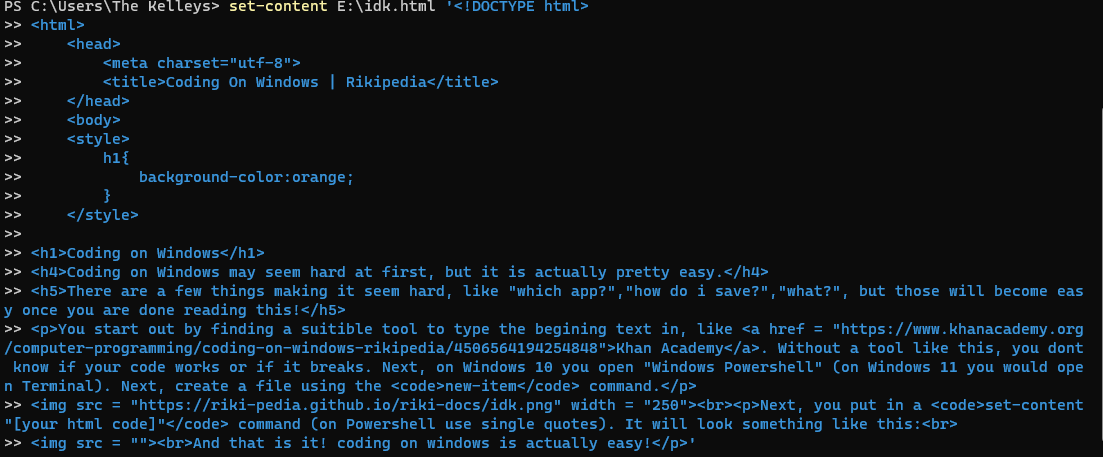 PS C:\Users\The Kelleys> set-content E:\idk.html '<!DOCTYPE html>
>> <html>
>>     <head>
>>         <meta charset="utf-8">
>>         <title>Coding On Windows | Rikipedia</title>
>>     </head>
>>     <body>
>>     <style>
>>         h1{
>>             background-color:orange;
>>         }
>>     </style>
>>
>> <h1>Coding on Windows</h1>
>> <h4>Coding on Windows may seem hard at first, but it is actually pretty easy.</h4>
>> <h5>There are a few things making it seem hard, like "which app?","how do i save?","what?", but those will become eas
y once you are done reading this!</h5>
>> <p>You start out by finding a suitible tool to type the begining text in, like <a href = "https://www.khanacademy.org
/computer-programming/coding-on-windows-rikipedia/4506564194254848">Khan Academy</a>. Without a tool like this, you dont
 know if your code works or if it breaks. Next, on Windows 10 you open "Windows Powershell" (on Windows 11 you would ope
n Terminal). Next, create a file using the <code>new-item</code> command.</p>
>> <img src = "https://riki-pedia.github.io/riki-docs/idk.png" width = "250"><br><p>Next, you put in a <code>set-content
"[your html code]"</code> command (on Powershell use single quotes). It will look something like this:<br>
>> <img src = ""><br>And that is it! coding on windows is actually easy!</p>'